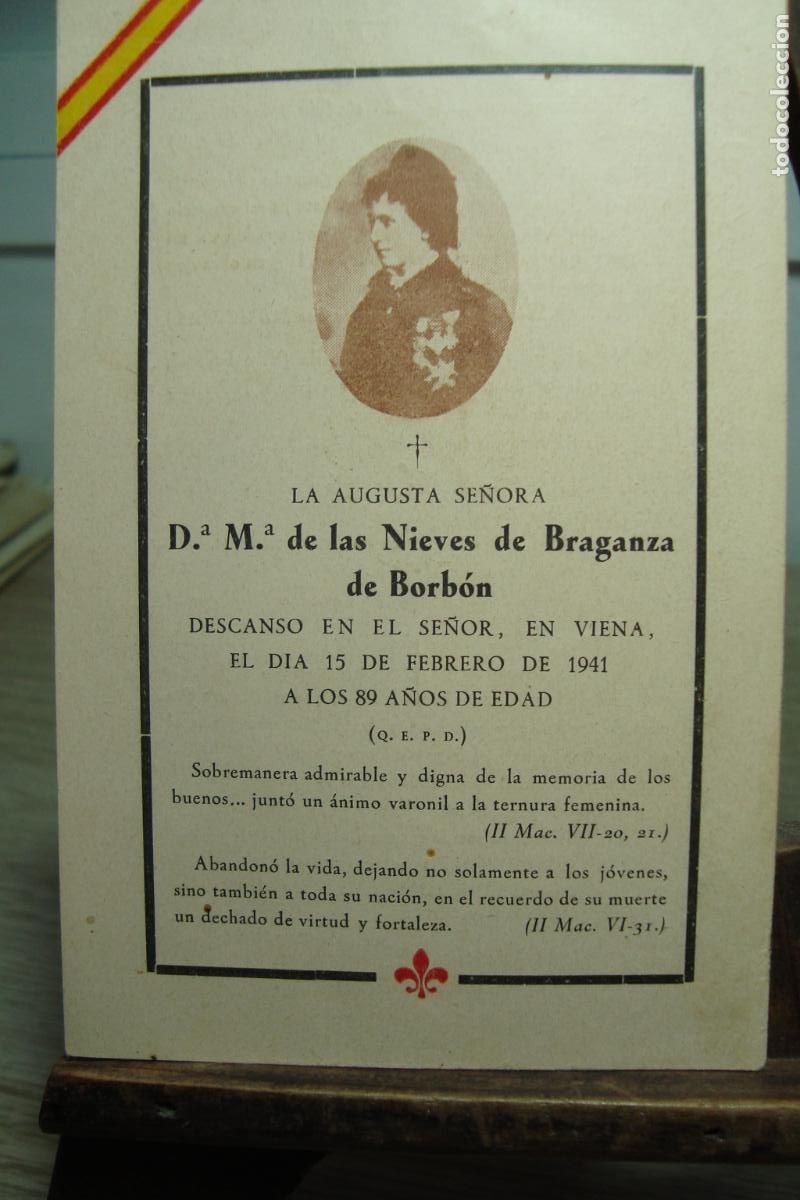 todocoleccion
†
LA AUGUSTA SEÑORA
D.ª M.ª de las Nieves de Braganza
de Borbón
DESCANSO EN EL SEÑOR, EN VIENA,
EL DIA 15 DE FEBRERO DE 1941
A LOS 89 AÑOS DE EDAD
(Q. E. P. D.)
Sobremanera admirable y digna de la memoria de los
buenos... juntó un ánimo varonil a la ternura femenina.
(II Mac. VII-20, 21.)
Abandonó la vida, dejando no solamente a los jóvenes,
sino también a toda su nación, en el recuerdo de su muerte
un dechado de virtud y fortaleza. (II Mac. VI-31.)